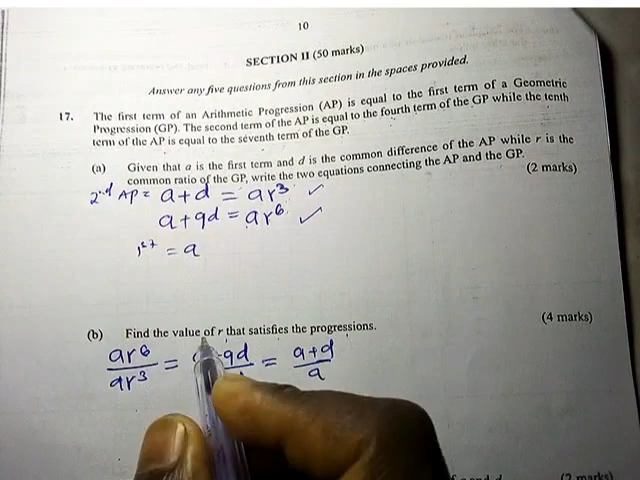 10
SECTION II (50 marks)
Answer any five questions from this section in the spaces provided.
17. The first term of an Arithmetic Progression (AP) is equal to the first term of a Geometric
Progression (GP). The second term of the AP is equal to the fourth term of the GP while the tenth
term of the AP is equal to the seventh term of the GP.
(a) Given that a is the first term and d is the common difference of the AP while r is the
common ratio of the GP, write the two equations connecting the AP and the GP.
(2 marks)
2nd AP = a+d = ar³ ✓
a+9d = ar⁶ ✓
1st = a
(b) Find the value of r that satisfies the progressions. (4 marks)
ar⁶/ar³ = 9d = a+d/a
and d (2 marks)